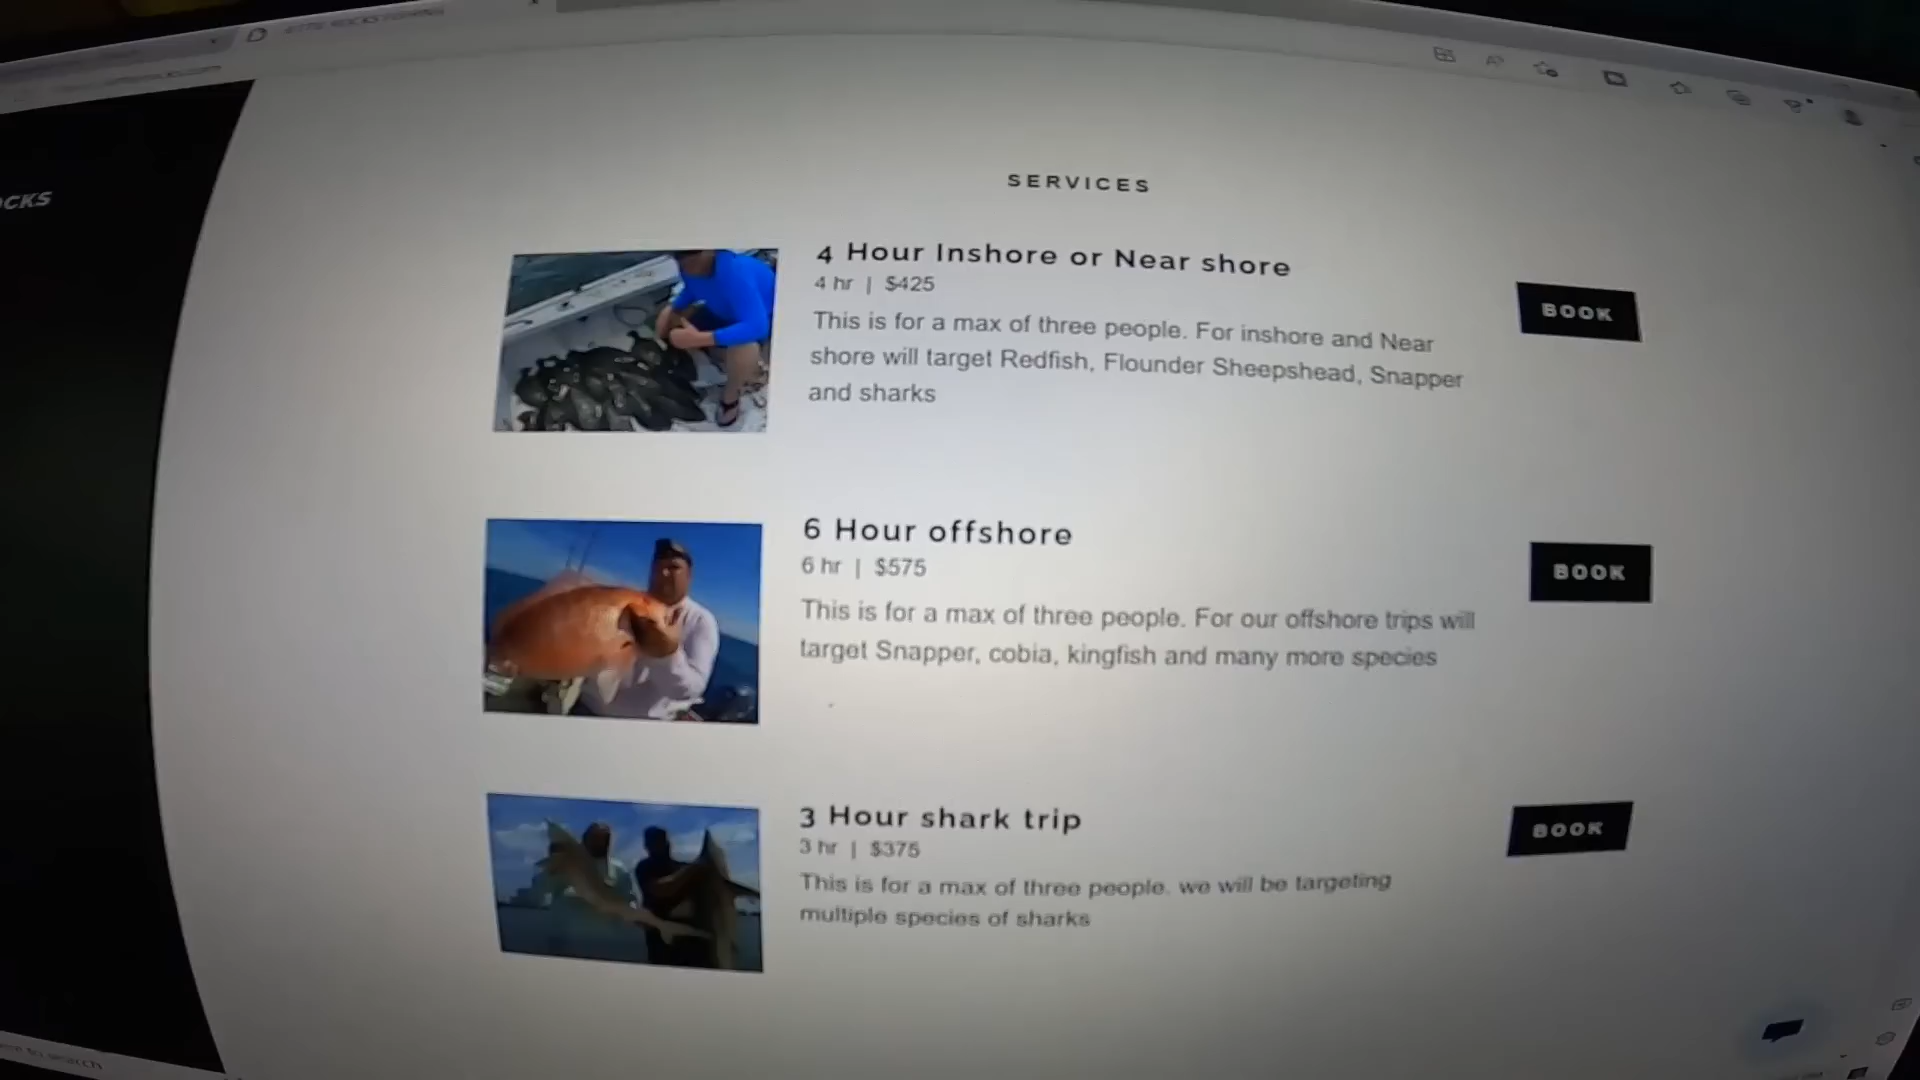 OCKS
SERVICES
4 Hour Inshore or Near shore
4 hr | $425
This is for a max of three people. For inshore and Near
shore will target Redfish, Flounder Sheepshead, Snapper
and sharks
BOOK
6 Hour offshore
6 hr | $575
This is for a max of three people. For our offshore trips will
target Snapper, cobia, kingfish and many more species
BOOK
3 Hour shark trip
3 hr | $375
This is for a max of three people. we will be targeting
multiple species of sharks
BOOK
to search